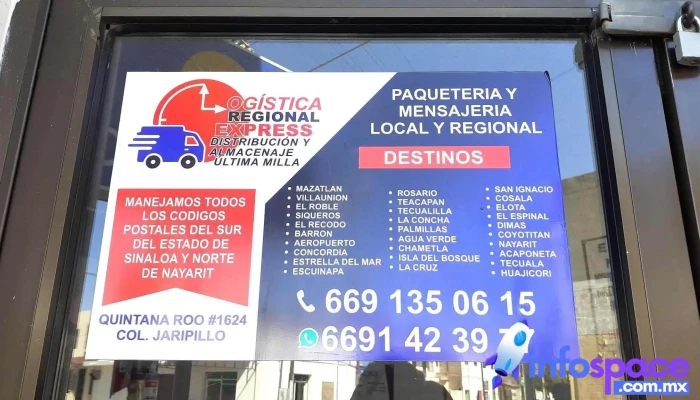 LOGÍSTICA
REGIONAL
EXPRESS
DISTRIBUCIÓN Y
ALMACENAJE
ULTIMA MILLA
MANEJAMOS TODOS
LOS CODIGOS
POSTALES DEL SUR
DEL ESTADO DE
SINALOA Y NORTE
DE NAYARIT
QUINTANA ROO #1624
COL. JARIPILLO
PAQUETERIA Y
MENSAJERIA
LOCAL Y REGIONAL
DESTINOS
• MAZATLAN
• VILLAUNION
• EL ROBLE
• SIQUEROS
• EL RECODO
• BARRON
• AEROPUERTO
• CONCORDIA
• ESTRELLA DEL MAR
• ESCUINAPA
• ROSARIO
• TEACAPAN
• TECUALILLA
• LA CONCHA
• PALMILLAS
• AGUA VERDE
• CHAMETLA
• ISLA DEL BOSQUE
• LA CRUZ
• SAN IGNACIO
• COSALA
• ELOTA
• EL ESPINAL
• DIMAS
• COYOTITAN
• NAYARIT
• ACAPONETA
• TECUALA
• HUAJICORI
669 135 06 15
6691 42 39
infospace
.com.mx